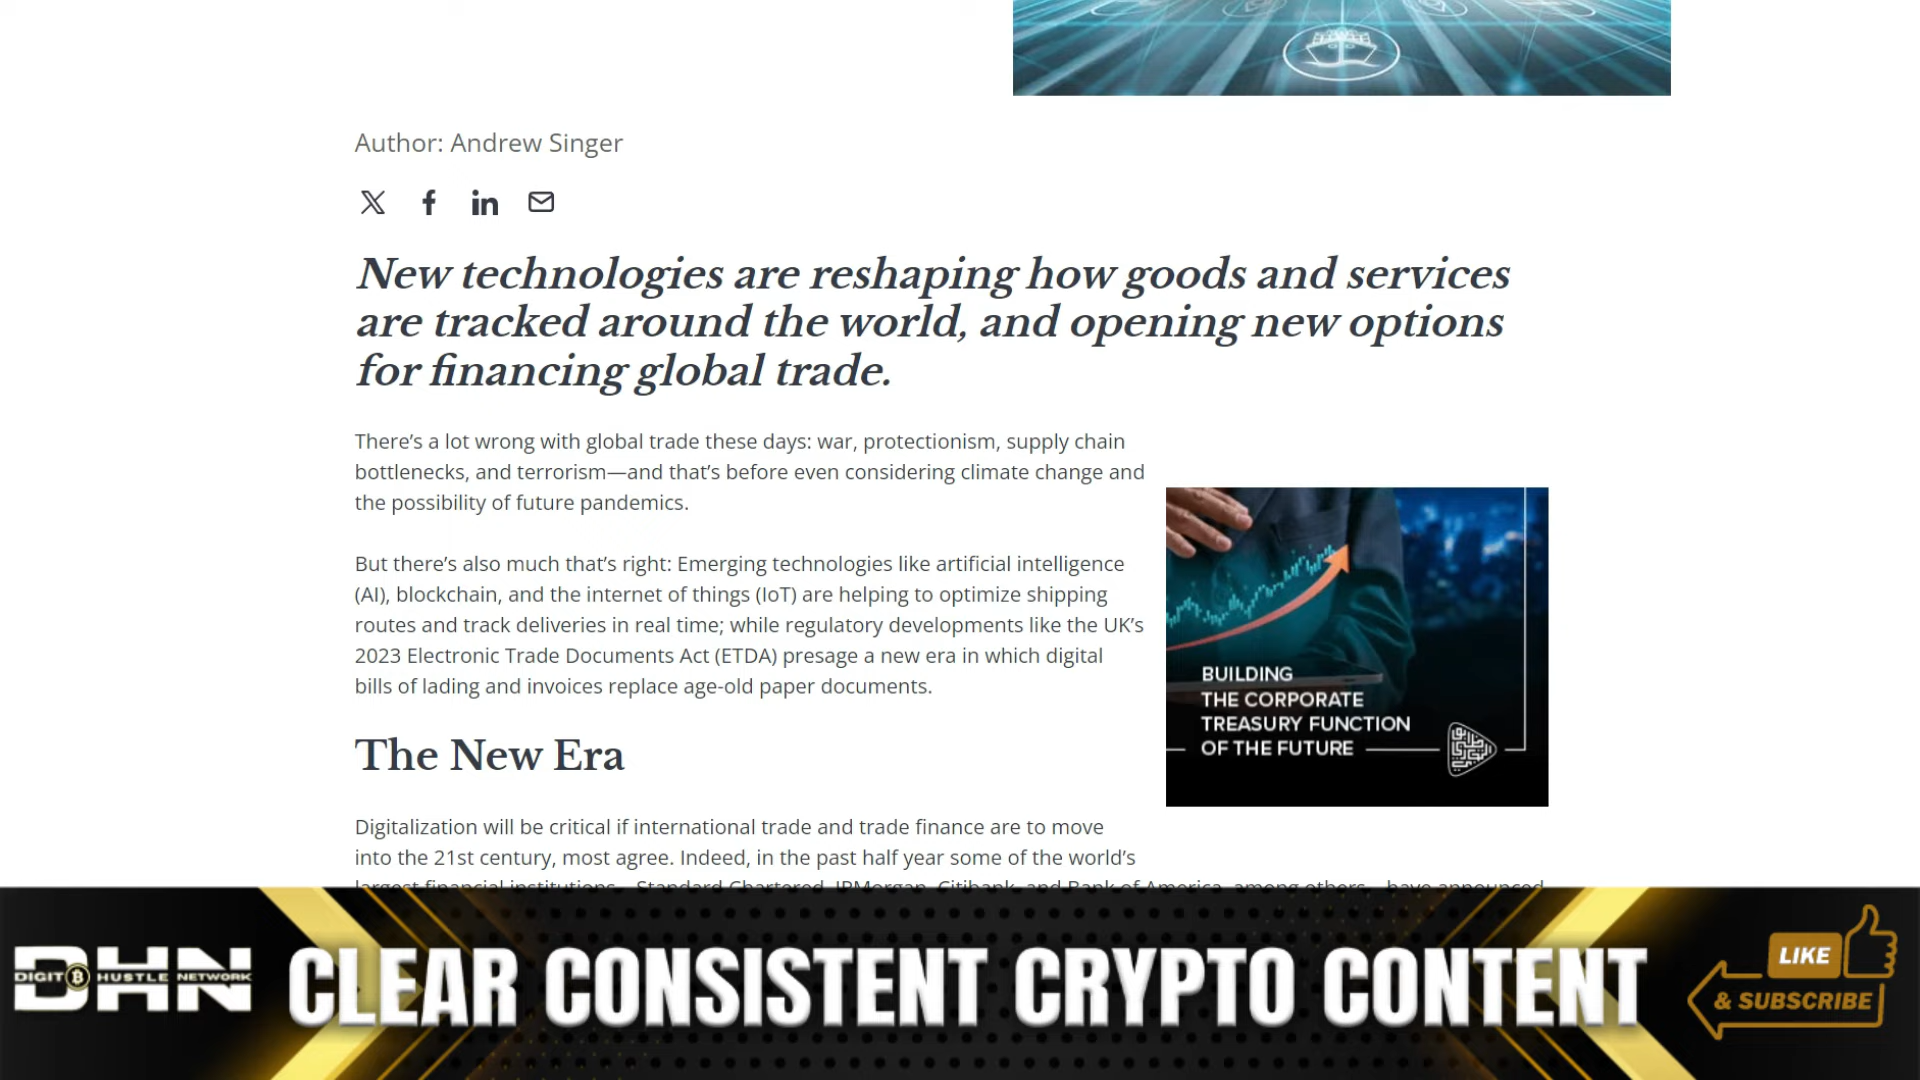 Author: Andrew Singer
New technologies are reshaping how goods and services
are tracked around the world, and opening new options
for financing global trade.
There’s a lot wrong with global trade these days: war, protectionism, supply chain
bottlenecks, and terrorism—and that’s before even considering climate change and
the possibility of future pandemics.
But there’s also much that’s right: Emerging technologies like artificial intelligence
(AI), blockchain, and the internet of things (IoT) are helping to optimize shipping
routes and track deliveries in real time; while regulatory developments like the UK’s
2023 Electronic Trade Documents Act (ETDA) presage a new era in which digital
bills of lading and invoices replace age-old paper documents.
BUILDING
THE CORPORATE
TREASURY FUNCTION
OF THE FUTURE
The New Era
Digitalization will be critical if international trade and trade finance are to move
into the 21st century, most agree. Indeed, in the past half year some of the world’s
largest financial institutions—Standard Chartered, JPMorgan, Citibank, and Bank of America, among others—have announced
DHN
DIGIT HUSTLE NETWORK
CLEAR CONSISTENT CRYPTO CONTENT
LIKE
& SUBSCRIBE